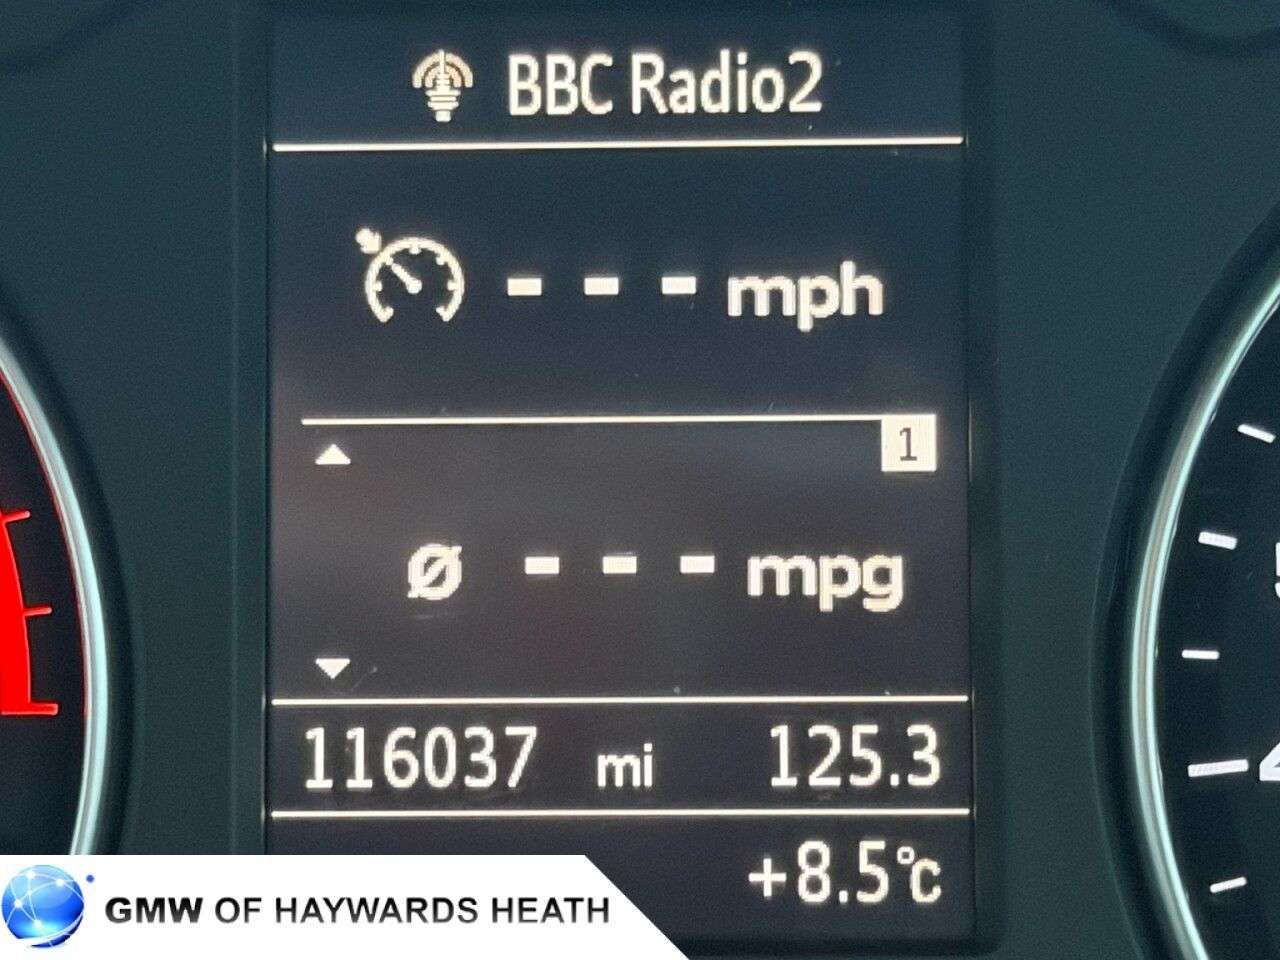 BBC Radio2
- - - mph
1
Ø - - - mpg
116037 mi 125.3
+8.5°C
GMW OF HAYWARDS HEATH